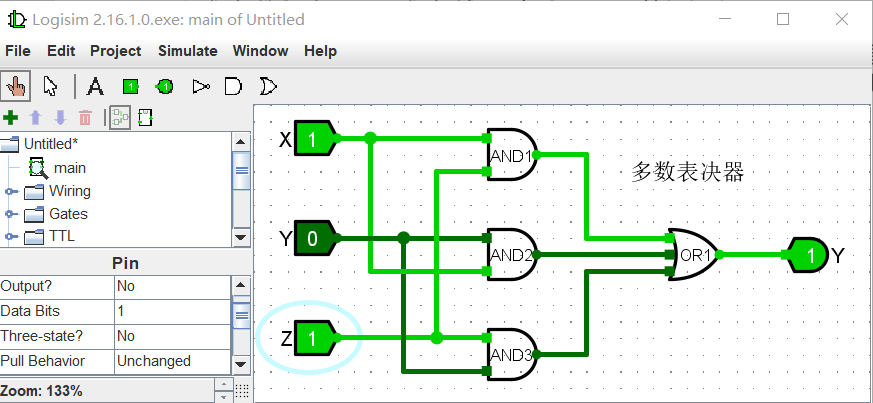 Logisim 2.16.1.0.exe: main of Untitled
File Edit Project Simulate Window Help
A 1 1
Untitled*
main
Wiring
Gates
TTL
Pin
Output? No
Data Bits 1
Three-state? No
Pull Behavior Unchanged
Zoom: 133%
X 1
AND1
多数表决器
Y 0
AND2
OR1
1 Y
Z 1
AND3